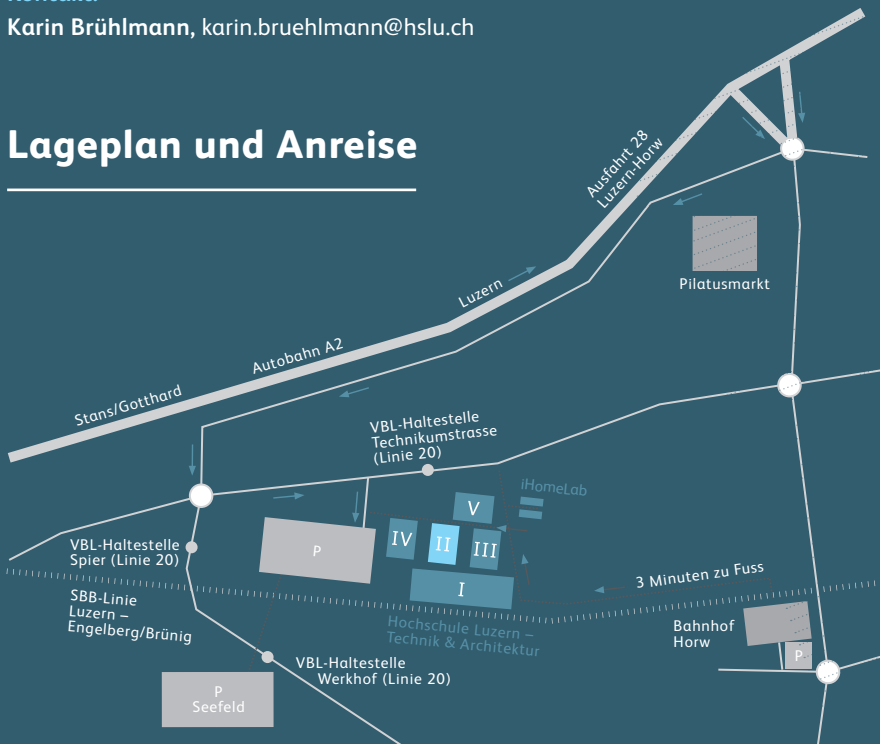 Karin Brühlmann, karin.bruehlmann@hslu.ch
Lageplan und Anreise
Ausfahrt 28
Luzern-Horw
Pilatusmarkt
Luzern
Autobahn A2
Stans/Gotthard
VBL-Haltestelle
Technikumstrasse
(Linie 20)
iHomeLab
V
IV
II
III
I
P
VBL-Haltestelle
Spier (Linie 20)
3 Minuten zu Fuss
SBB-Linie
Luzern –
Engelberg/Brünig
Hochschule Luzern –
Technik & Architektur
Bahnhof
Horw
P
VBL-Haltestelle
Werkhof (Linie 20)
P
Seefeld